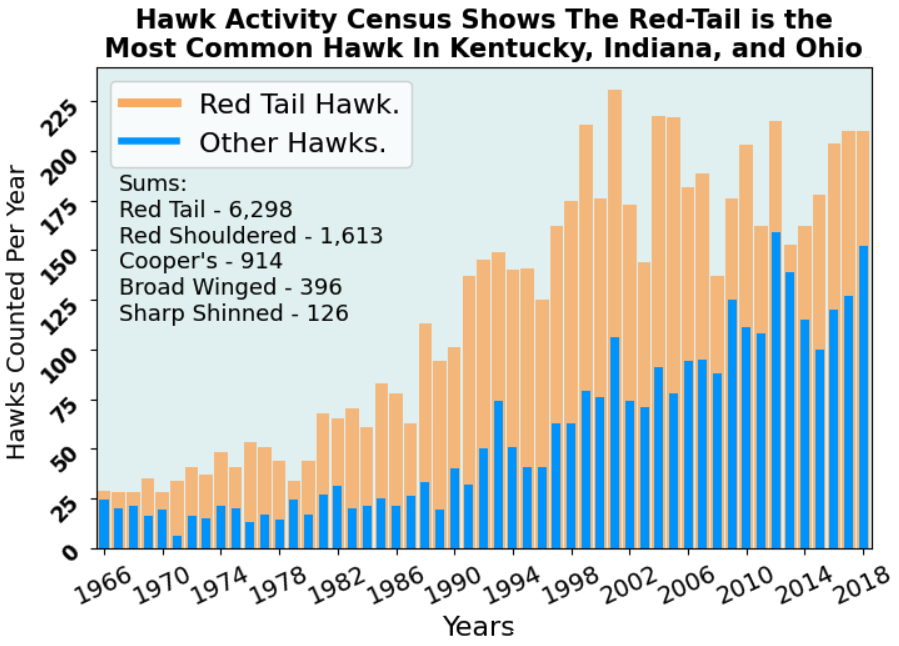 Hawk Activity Census Shows The Red-Tail is the
Most Common Hawk In Kentucky, Indiana, and Ohio
Red Tail Hawk.
Other Hawks.
Sums:
Red Tail - 6,298
Red Shouldered - 1,613
Cooper's - 914
Broad Winged - 396
Sharp Shinned - 126
Hawks Counted Per Year
225
200
175
150
125
100
75
50
25
0
1966 1970 1974 1978 1982 1986 1990 1994 1998 2002 2006 2010 2014 2018
Years